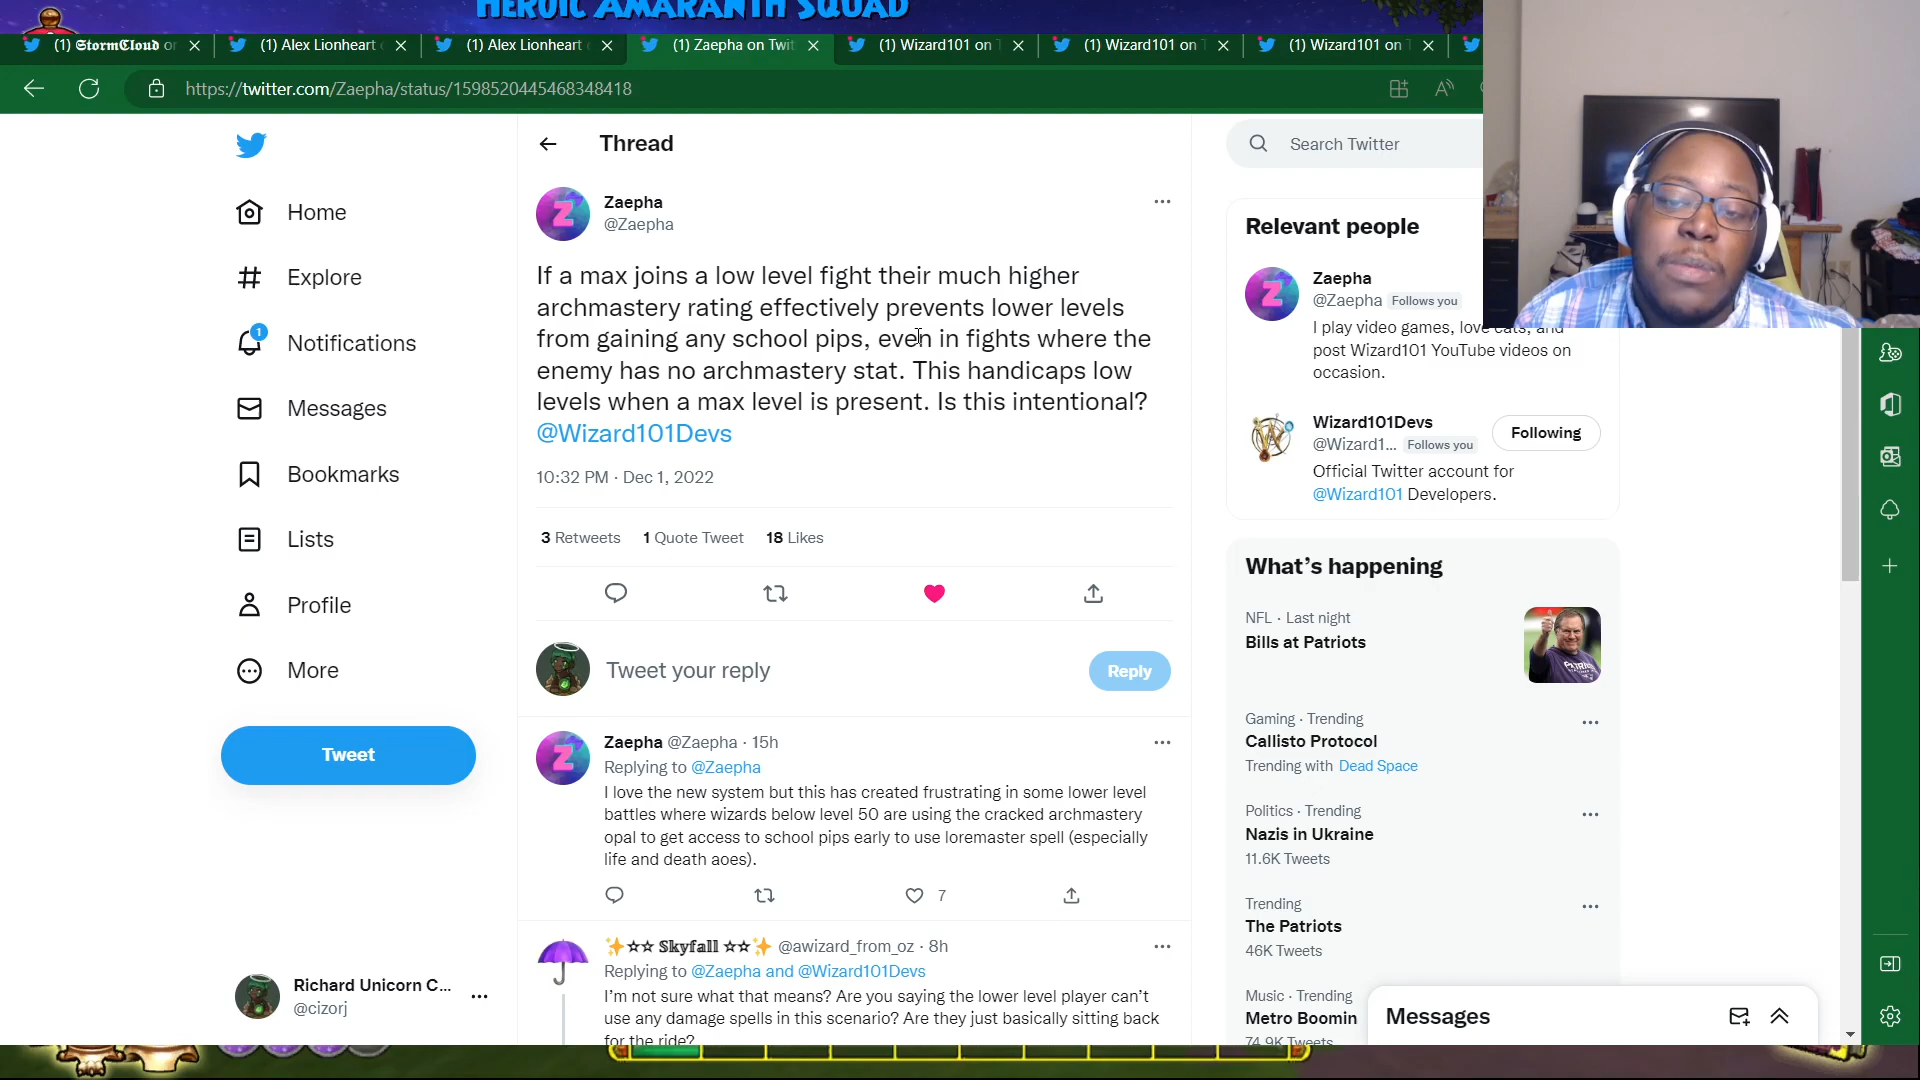 HEROIC AMARANTH SQUAD
(1) 𝕾𝖙𝖔𝖗𝖒𝕮𝖑𝖔𝖚𝖉 on
(1) Alex Lionheart
(1) Alex Lionheart
(1) Zaepha on Twit
(1) Wizard101 on T
(1) Wizard101 on T
(1) Wizard101 on T
https://twitter.com/Zaepha/status/1598520445468348418
Home
Explore
1
Notifications
Messages
Bookmarks
Lists
Profile
More
Tweet
Richard Unicorn C...
@cizorj
Thread
Zaepha
@Zaepha
If a max joins a low level fight their much higher
archmastery rating effectively prevents lower levels
from gaining any school pips, even in fights where the
enemy has no archmastery stat. This handicaps low
levels when a max level is present. Is this intentional?
@Wizard101Devs
10:32 PM · Dec 1, 2022
3 Retweets 1 Quote Tweet 18 Likes
Tweet your reply
Reply
Zaepha @Zaepha · 15h
Replying to @Zaepha
I love the new system but this has created frustrating in some lower level
battles where wizards below level 50 are using the cracked archmastery
opal to get access to school pips early to use loremaster spell (especially
life and death aoes).
7
✨☆☆ 𝕊𝕜𝕪𝕗𝕒𝕝𝕝 ☆☆✨ @awizard_from_oz · 8h
Replying to @Zaepha and @Wizard101Devs
I'm not sure what that means? Are you saying the lower level player can't
use any damage spells in this scenario? Are they just basically sitting back
for the ride?
Search Twitter
Relevant people
Zaepha
@Zaepha Follows you
I play video games, love cats, and
post Wizard101 YouTube videos on
occasion.
Wizard101Devs
@Wizard1... Follows you
Following
Official Twitter account for
@Wizard101 Developers.
What's happening
NFL · Last night
Bills at Patriots
PATRIOTS
Gaming · Trending
Callisto Protocol
Trending with Dead Space
Politics · Trending
Nazis in Ukraine
11.6K Tweets
Trending
The Patriots
46K Tweets
Music · Trending
Metro Boomin
74.9K Tweets
Messages